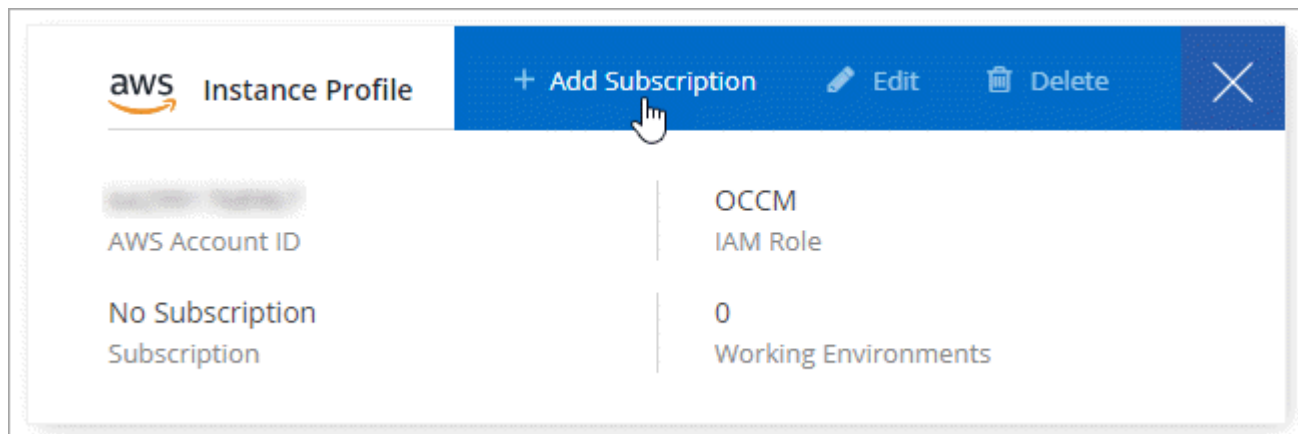 aws Instance Profile
+ Add Subscription
Edit
Delete
AWS Account ID
OCCM
IAM Role
No Subscription
Subscription
0
Working Environments